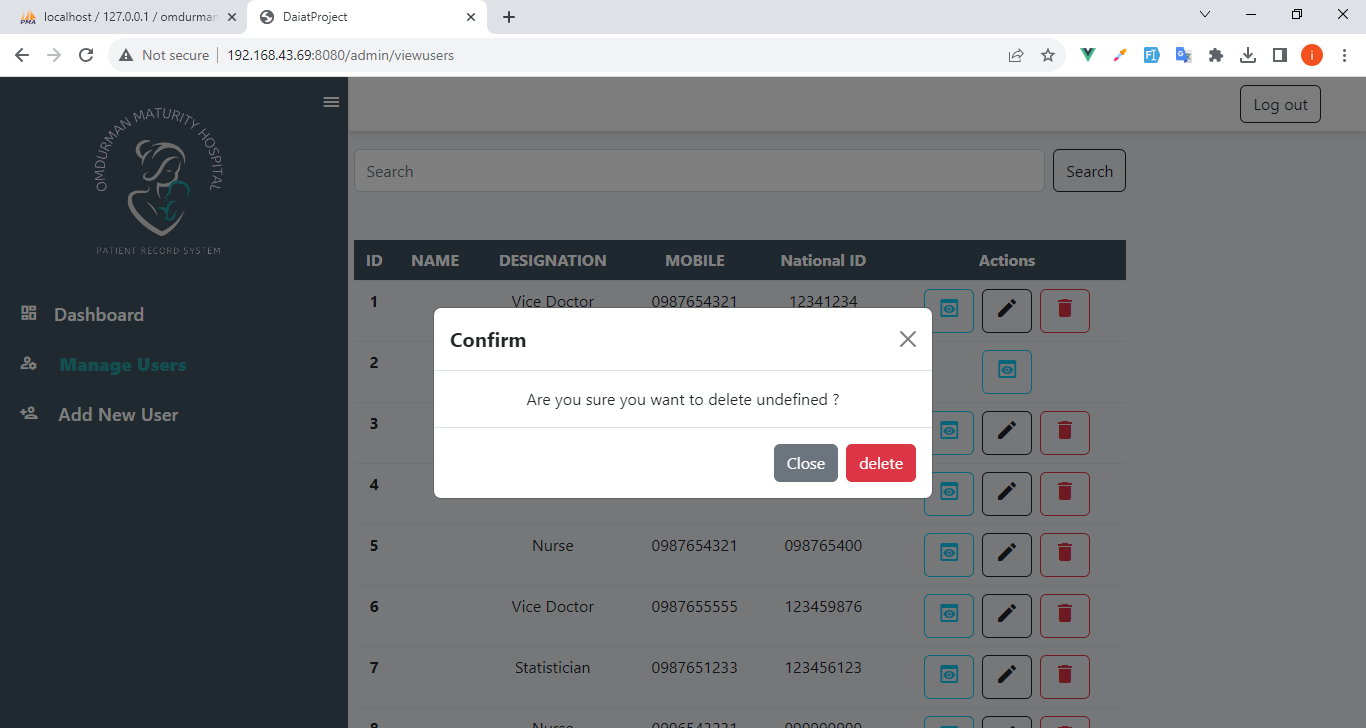 localhost / 127.0.0.1 / omdurman
DaiatProject
Not secure 192.168.43.69:8080/admin/viewusers
OMDURMAN MATURITY HOSPITAL
PATIENT RECORD SYSTEM
Dashboard
Manage Users
Add New User
Log out
Search Search
ID NAME DESIGNATION MOBILE National ID Actions
1 Vice Doctor 0987654321 12341234
2
3
4
Confirm
Are you sure you want to delete undefined ?
Close delete
5 Nurse 0987654321 098765400
6 Vice Doctor 0987655555 123459876
7 Statistician 0987651233 123456123
8 Nurse